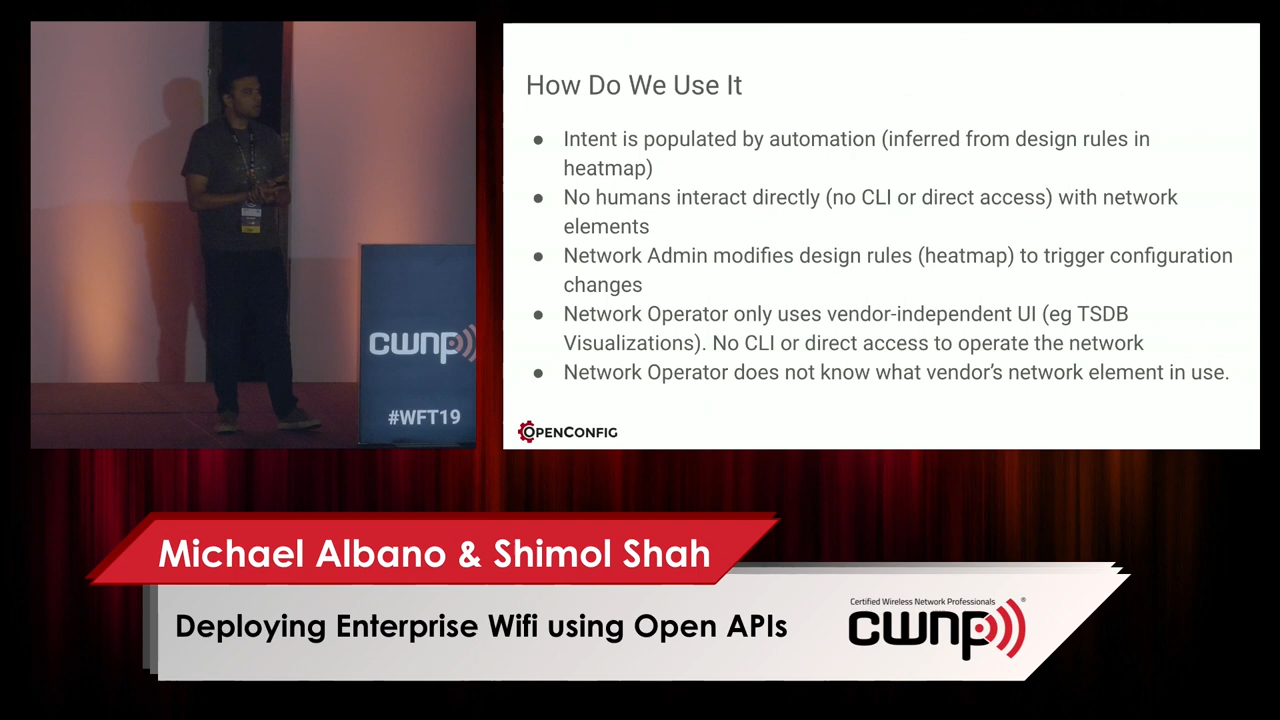 How Do We Use It
● Intent is populated by automation (inferred from design rules in
heatmap)
● No humans interact directly (no CLI or direct access) with network
elements
● Network Admin modifies design rules (heatmap) to trigger configuration
changes
● Network Operator only uses vendor-independent UI (eg TSDB
Visualizations). No CLI or direct access to operate the network
● Network Operator does not know what vendor's network element in use.
OPENCONFIG
cwnp
#WFT19
Michael Albano & Shimol Shah
Deploying Enterprise Wifi using Open APIs
Certified Wireless Network Professionals
cwnp®